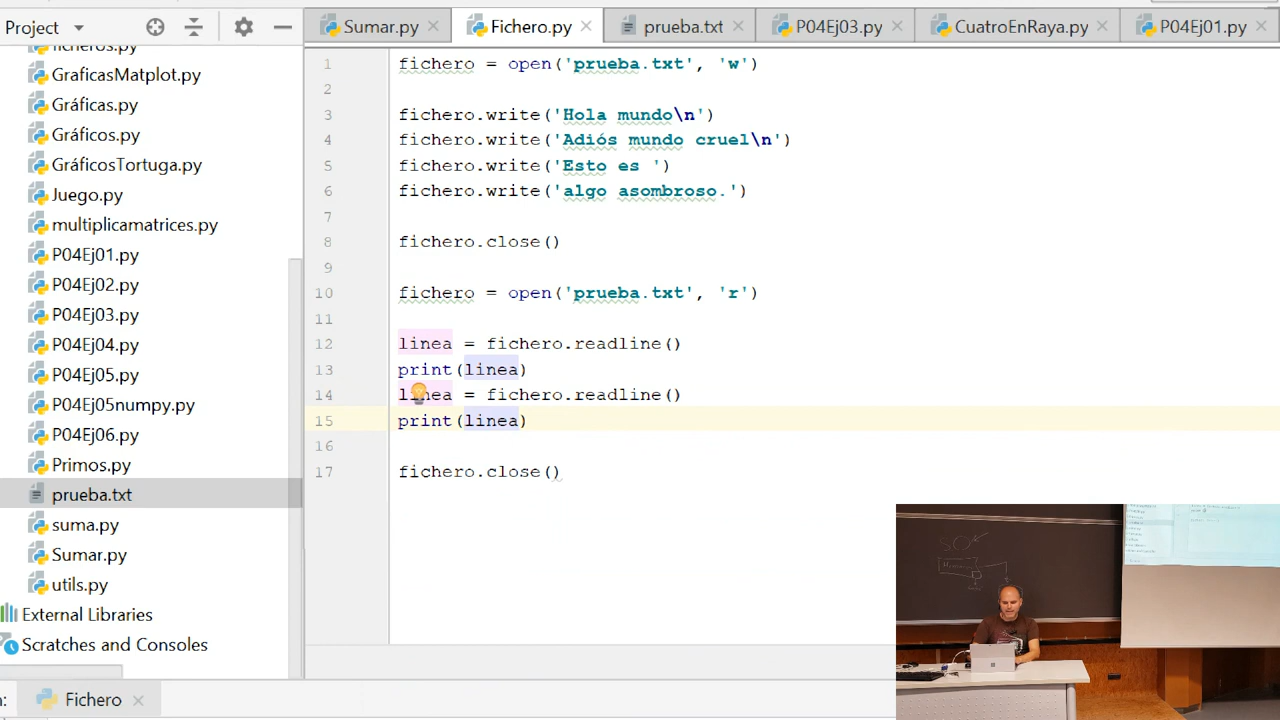 Project
Sumar.py
Fichero.py
prueba.txt
P04Ej03.py
CuatroEnRaya.py
P04Ej01.py
ficheros.py
GraficasMatplot.py
Gráficas.py
Gráficos.py
GráficosTortuga.py
Juego.py
multiplicamatrices.py
P04Ej01.py
P04Ej02.py
P04Ej03.py
P04Ej04.py
P04Ej05.py
P04Ej05numpy.py
P04Ej06.py
Primos.py
prueba.txt
suma.py
Sumar.py
utils.py
External Libraries
Scratches and Consoles
1 fichero = open('prueba.txt', 'w')
2
3 fichero.write('Hola mundo\n')
4 fichero.write('Adiós mundo cruel\n')
5 fichero.write('Esto es ')
6 fichero.write('algo asombroso.')
7
8 fichero.close()
9
10 fichero = open('prueba.txt', 'r')
11
12 linea = fichero.readline()
13 print(linea)
14 linea = fichero.readline()
15 print(linea)
16
17 fichero.close()
Fichero